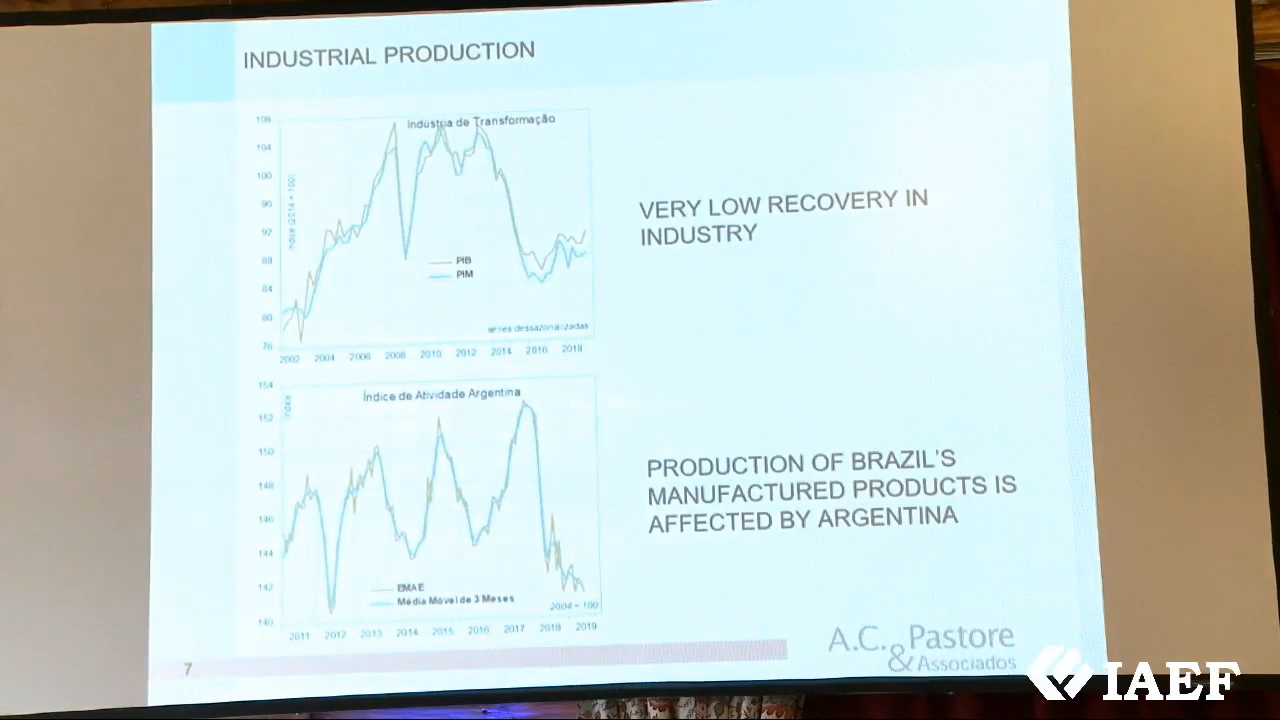 INDUSTRIAL PRODUCTION
Indústria de Transformação
108
104
100
96
92
88
84
80
76
PIB
PIM
2002 2004 2006 2008 2010 2012 2014 2016 2018
VERY LOW RECOVERY IN
INDUSTRY
Índice de Atividade Argentina
154
152
150
148
146
144
142
140
índice
EMAE
Média Móvel de 3 Meses
2004 = 100
2011 2012 2013 2014 2015 2016 2017 2018 2019
PRODUCTION OF BRAZIL'S
MANUFACTURED PRODUCTS IS
AFFECTED BY ARGENTINA
7
A.C. Pastore
& Associados
IAEF